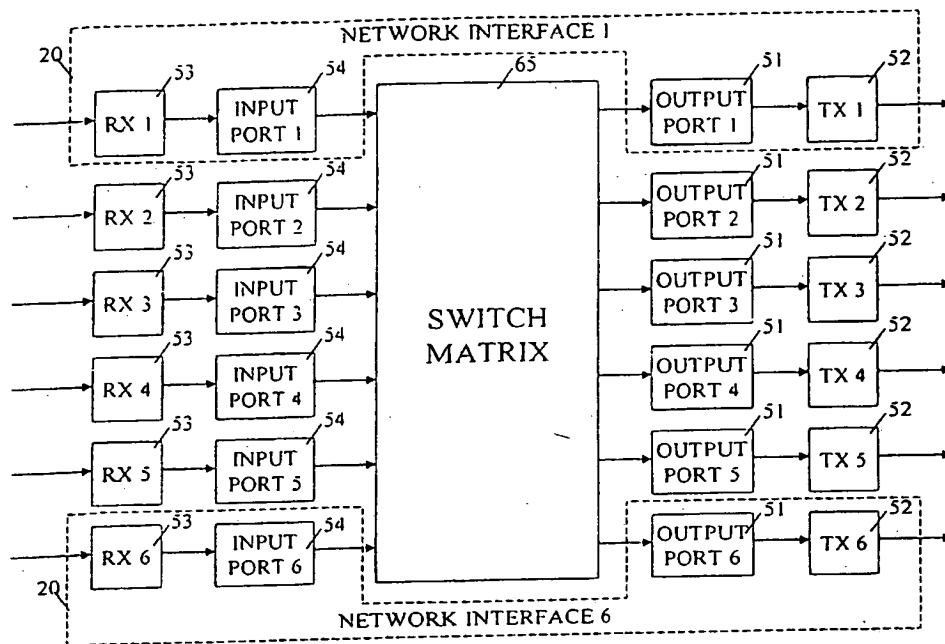 NETWORK INTERFACE 1
20
53
54
65
51
52
RX 1
INPUT
PORT 1
OUTPUT
PORT 1
TX 1
53
54
51
52
RX 2
INPUT
PORT 2
OUTPUT
PORT 2
TX 2
53
54
51
52
RX 3
INPUT
PORT 3
SWITCH
MATRIX
OUTPUT
PORT 3
TX 3
53
54
51
52
RX 4
INPUT
PORT 4
OUTPUT
PORT 4
TX 4
53
54
51
52
RX 5
INPUT
PORT 5
OUTPUT
PORT 5
TX 5
53
54
51
52
RX 6
INPUT
PORT 6
OUTPUT
PORT 6
TX 6
20
NETWORK INTERFACE 6